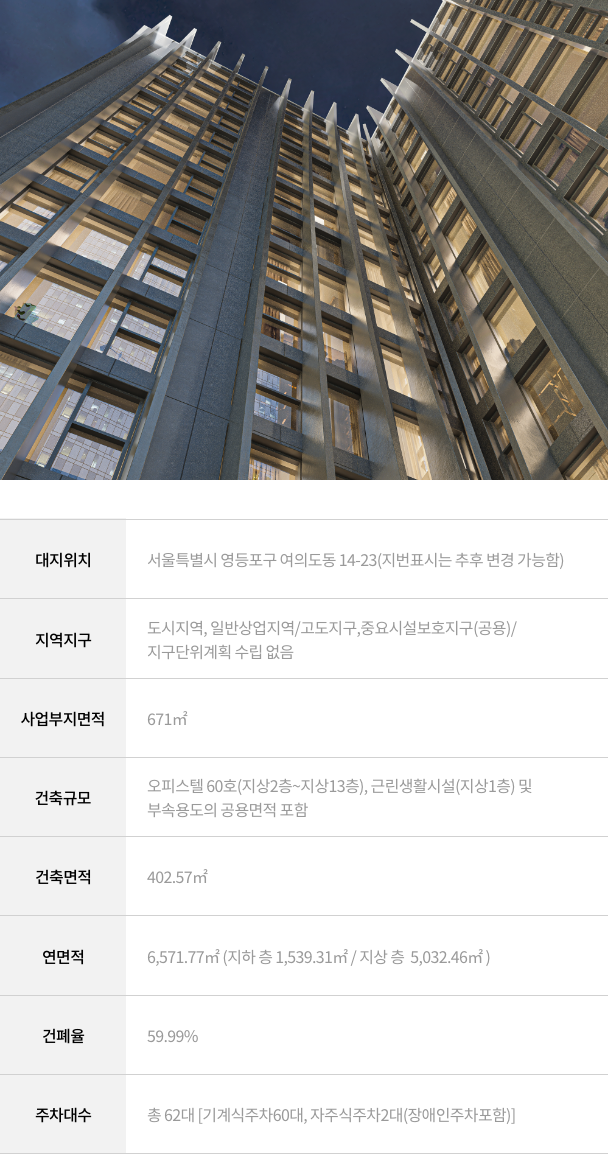 대지위치
서울특별시 영등포구 여의도동 14-23(지번표시는 추후 변경 가능함)
지역지구
도시지역, 일반상업지역/고도지구,중요시설보호지구(공용)/
지구단위계획 수립 없음
사업부지면적
671㎡
건축규모
오피스텔 60호(지상2층~지상13층), 근린생활시설(지상1층) 및
부속용도의 공용면적 포함
건축면적
402.57㎡
연면적
6,571.77㎡ (지하 층 1,539.31㎡ / 지상 층  5,032.46㎡ )
건폐율
59.99%
주차대수
총 62대 [기계식주차60대, 자주식주차2대(장애인주차포함)]